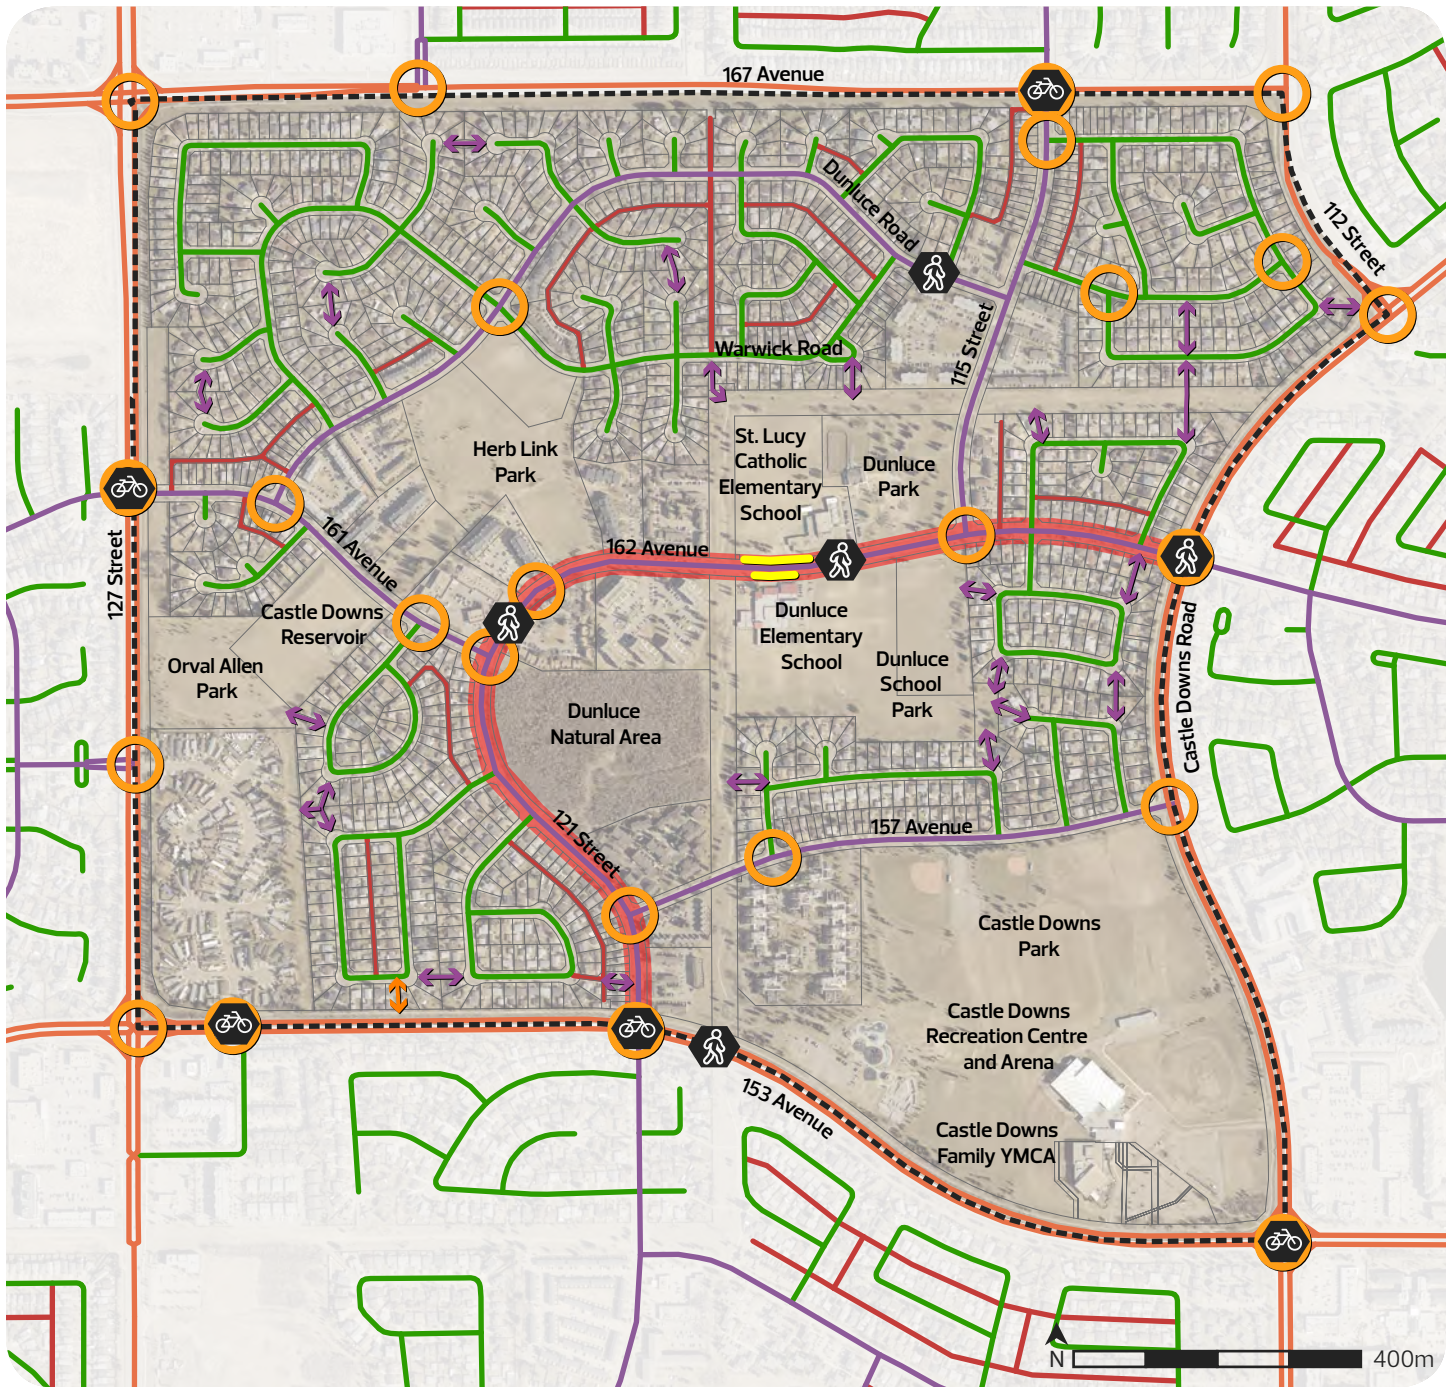 167 Avenue
Dunluce Road
112 Street
115 Street
Warwick Road
Herb Link
Park
St. Lucy
Catholic
Elementary
School
Dunluce
Park
161 Avenue
162 Avenue
127 Street
Castle Downs
Reservoir
Orval Allen
Park
Dunluce
Elementary
School
Dunluce
School
Park
Castle Downs Road
Dunluce
Natural Area
121 Street
157 Avenue
Castle Downs
Park
Castle Downs
Recreation Centre
and Arena
153 Avenue
Castle Downs
Family YMCA
N
400m